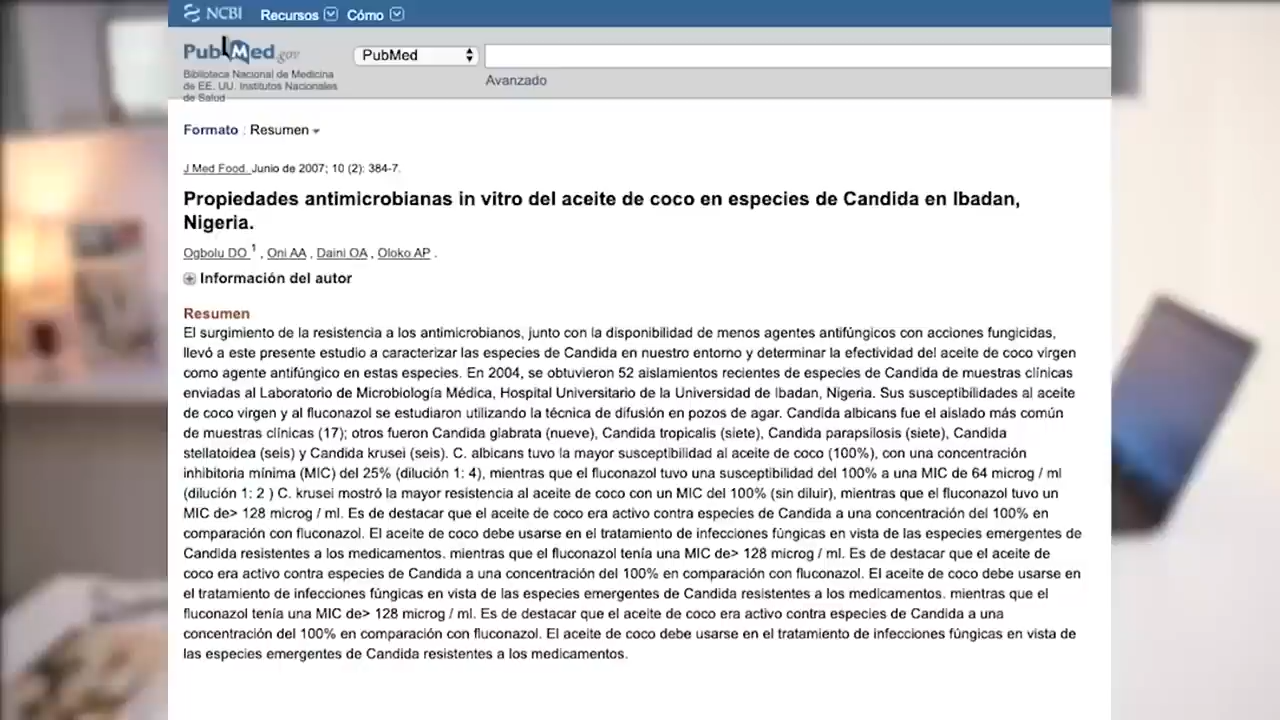 NCBI Recursos Cómo
PubMed.gov PubMed
Biblioteca Nacional de Medicina
de EE. UU. Institutos Nacionales
de Salud
Avanzado
Formato : Resumen
J Med Food. Junio de 2007; 10 (2): 384-7.
Propiedades antimicrobianas in vitro del aceite de coco en especies de Candida en Ibadan,
Nigeria.
Ogbolu DO 1 , Oni AA , Daini OA , Oloko AP .
Información del autor
Resumen
El surgimiento de la resistencia a los antimicrobianos, junto con la disponibilidad de menos agentes antifúngicos con acciones fungicidas,
llevó a este presente estudio a caracterizar las especies de Candida en nuestro entorno y determinar la efectividad del aceite de coco virgen
como agente antifúngico en estas especies. En 2004, se obtuvieron 52 aislamientos recientes de especies de Candida de muestras clínicas
enviadas al Laboratorio de Microbiología Médica, Hospital Universitario de la Universidad de Ibadan, Nigeria. Sus susceptibilidades al aceite
de coco virgen y al fluconazol se estudiaron utilizando la técnica de difusión en pozos de agar. Candida albicans fue el aislado más común
de muestras clínicas (17); otros fueron Candida glabrata (nueve), Candida tropicalis (siete), Candida parapsilosis (siete), Candida
stellatoidea (seis) y Candida krusei (seis). C. albicans tuvo la mayor susceptibilidad al aceite de coco (100%), con una concentración
inhibitoria mínima (MIC) del 25% (dilución 1: 4), mientras que el fluconazol tuvo una susceptibilidad del 100% a una MIC de 64 microg / ml
(dilución 1: 2 ) C. krusei mostró la mayor resistencia al aceite de coco con un MIC del 100% (sin diluir), mientras que el fluconazol tuvo un
MIC de> 128 microg / ml. Es de destacar que el aceite de coco era activo contra especies de Candida a una concentración del 100% en
comparación con fluconazol. El aceite de coco debe usarse en el tratamiento de infecciones fúngicas en vista de las especies emergentes de
Candida resistentes a los medicamentos. mientras que el fluconazol tenía una MIC de> 128 microg / ml. Es de destacar que el aceite de
coco era activo contra especies de Candida a una concentración del 100% en comparación con fluconazol. El aceite de coco debe usarse en
el tratamiento de infecciones fúngicas en vista de las especies emergentes de Candida resistentes a los medicamentos. mientras que el
fluconazol tenía una MIC de> 128 microg / ml. Es de destacar que el aceite de coco era activo contra especies de Candida a una
concentración del 100% en comparación con fluconazol. El aceite de coco debe usarse en el tratamiento de infecciones fúngicas en vista de
las especies emergentes de Candida resistentes a los medicamentos.